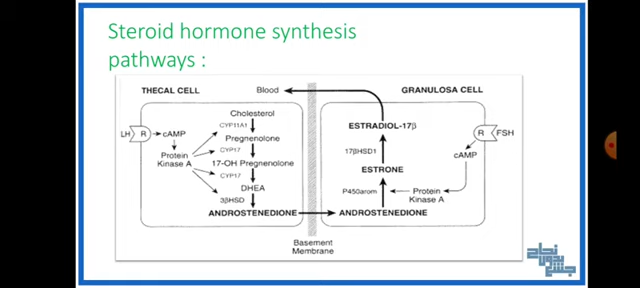 Steroid hormone synthesis
pathways :
THECAL CELL
Blood
GRANULOSA CELL
Cholesterol
CYP11A1
LH
R
cAMP
Pregnenolone
Protein
Kinase A
CYP17
17-OH Pregnenolone
CYP17
DHEA
3βHSD
ANDROSTENEDIONE
ESTRADIOL-17β
R
FSH
17βHSD1
cAMP
ESTRONE
P450arom
Protein
Kinase A
ANDROSTENEDIONE
Basement
Membrane